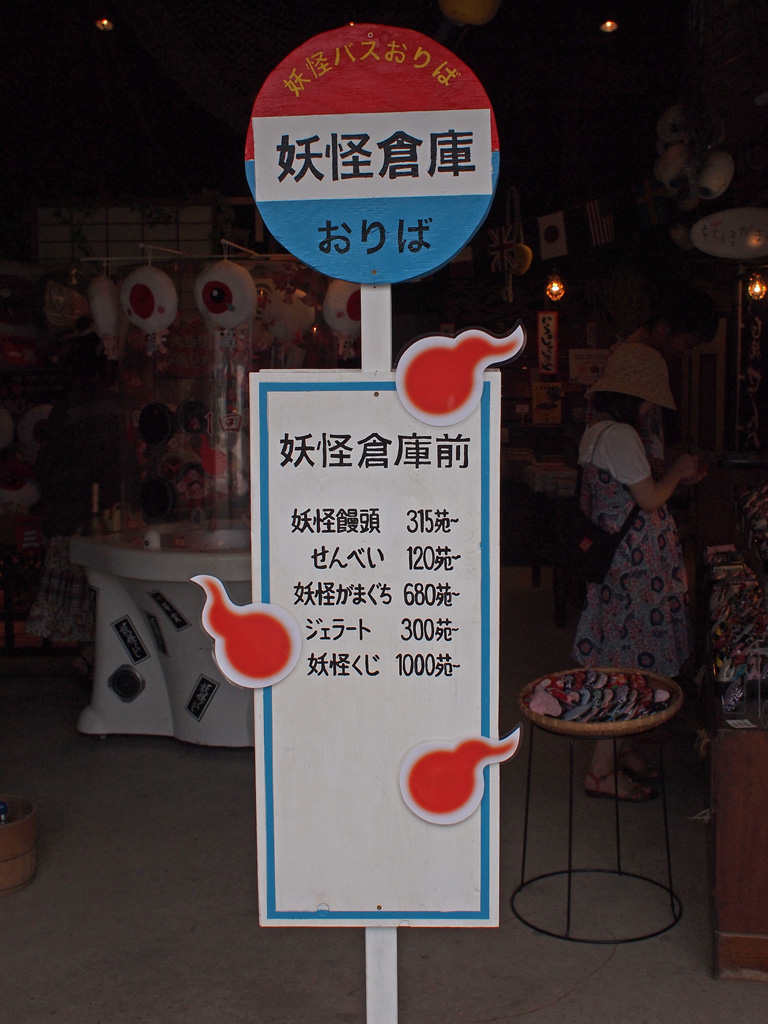 妖怪バスおりば
妖怪倉庫
おりば
妖怪倉庫前
妖怪饅頭 315苑~
せんべい 120苑~
妖怪がまぐち 680苑~
ジェラート 300苑~
妖怪くじ 1000苑~